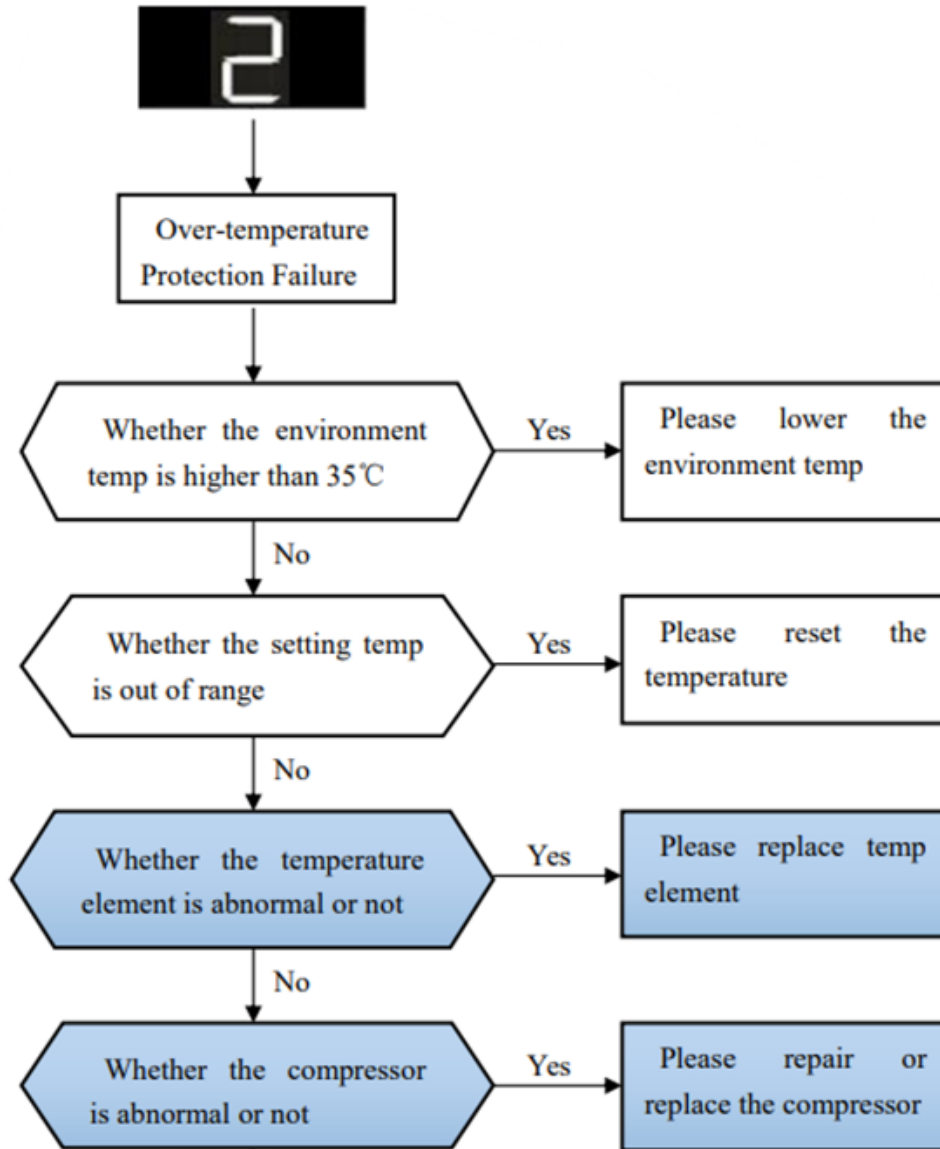 2
Over-temperature
Protection Failure
Whether the environment
temp is higher than 35℃
Yes
Please lower the
environment temp
No
Whether the setting temp
is out of range
Yes
Please reset the
temperature
No
Whether the temperature
element is abnormal or not
Yes
Please replace temp
element
No
Whether the compressor
is abnormal or not
Yes
Please repair or
replace the compressor